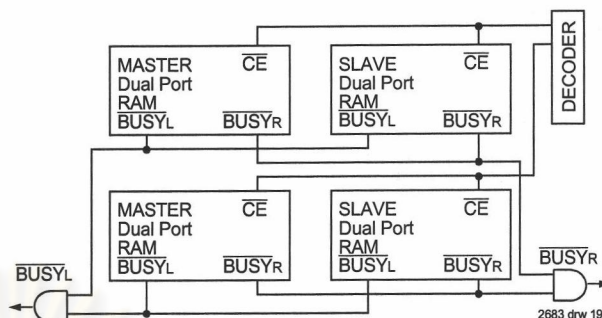 MASTER
Dual Port
RAM
CE
BUSYL
BUSYR
SLAVE
Dual Port
RAM
CE
BUSYL
BUSYR
DECODER
MASTER
Dual Port
RAM
CE
BUSYL
BUSYR
SLAVE
Dual Port
RAM
CE
BUSYL
BUSYR
BUSYL
BUSYR
2683 drw 19